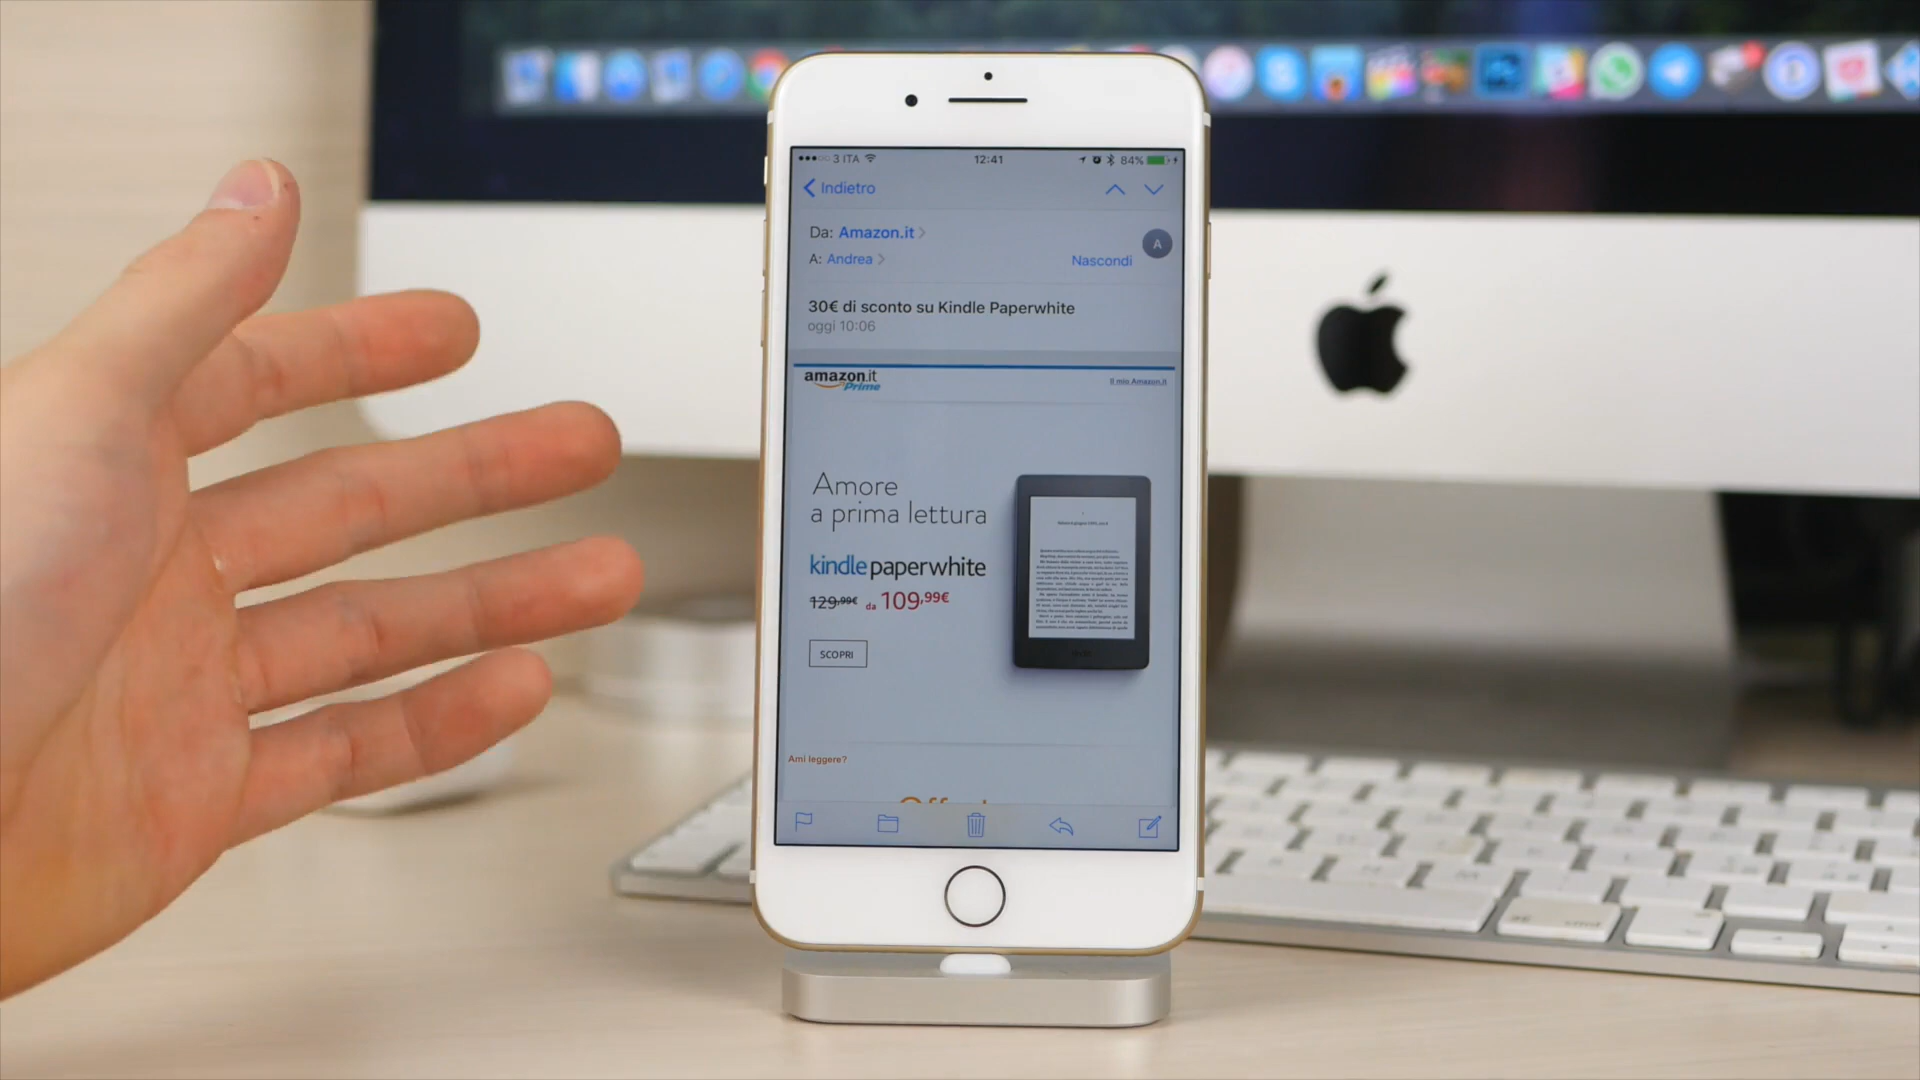 3 ITA 12:41 84%
Indietro
Da: Amazon.it
A: Andrea Nascondi A
30€ di sconto su Kindle Paperwhite
oggi 10:06
amazon.it Prime Il mio Amazon.it
Amore
a prima lettura
kindle paperwhite
129,99€ da 109,99€
SCOPRI
Ami leggere?